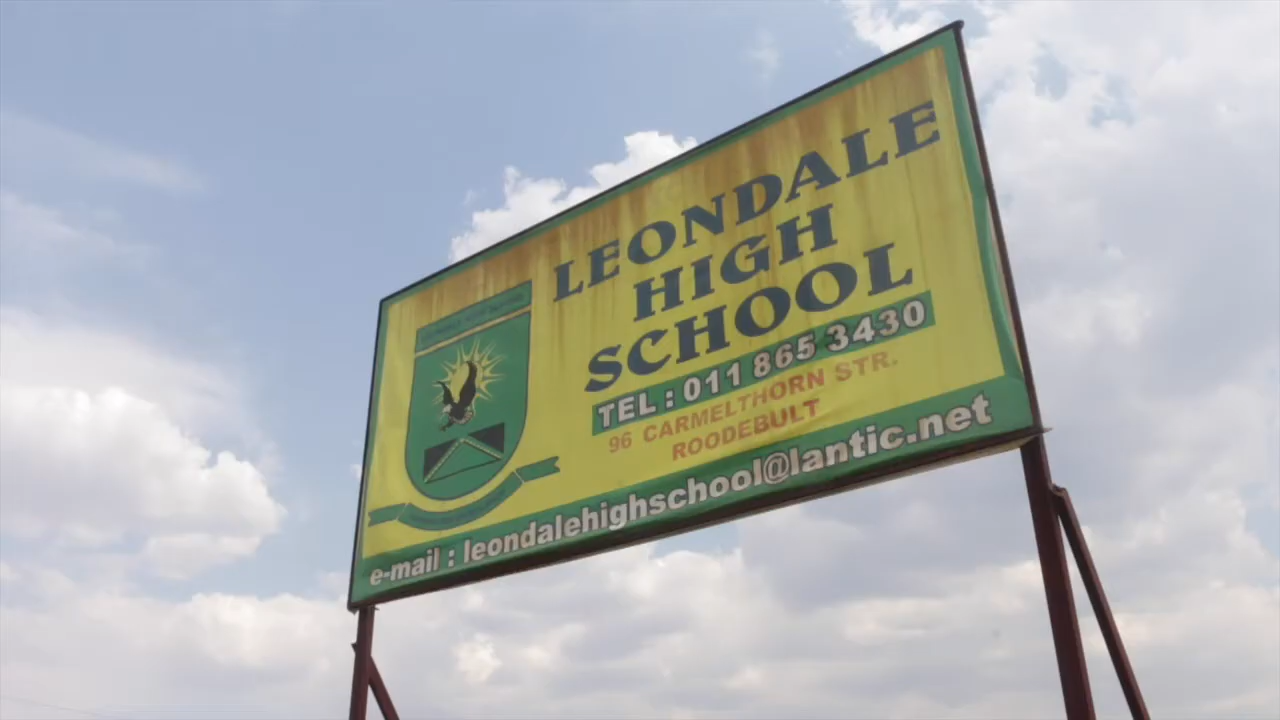 LEONDALE
HIGH
SCHOOL
TEL : 011 865 3430
96 CARMELTHORN STR.
ROODEBULT
e-mail : leondalehighschool@lantic.net